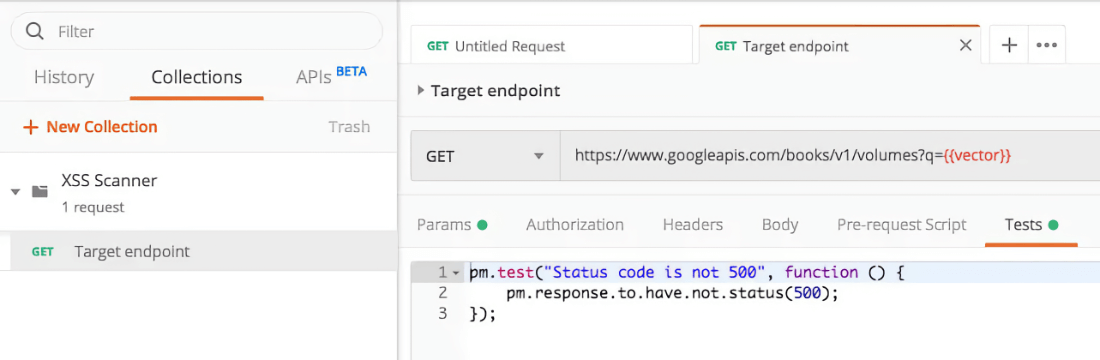 Filter
History Collections APIs BETA
+ New Collection Trash
XSS Scanner
1 request
GET Target endpoint
GET Untitled Request GET Target endpoint
Target endpoint
GET https://www.googleapis.com/books/v1/volumes?q={{vector}}
Params Authorization Headers Body Pre-request Script Tests
1 pm.test("Status code is not 500", function () {
2 pm.response.to.have.not.status(500);
3 });